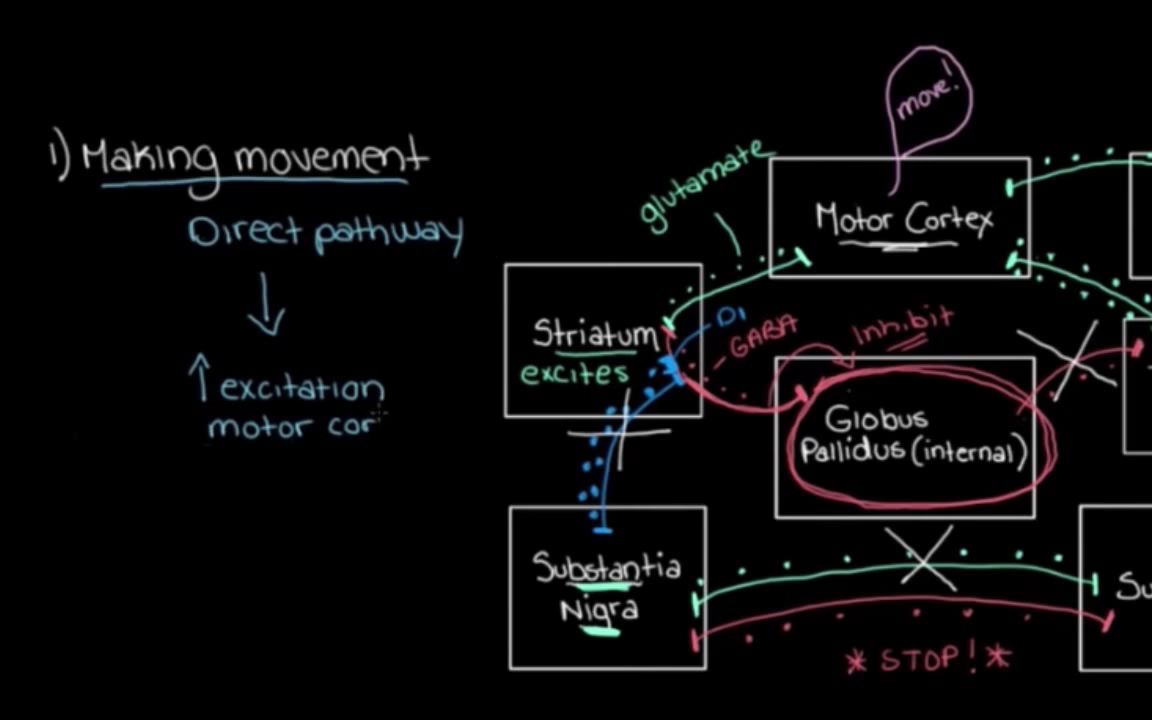 1) Making movement
Direct pathway
↑ excitation
motor cor
move!
glutamate
Motor Cortex
Striatum
excites
D1
GABA
Inhibit
Globus
Pallidus (internal)
Substantia
Nigra
Su
* STOP! *